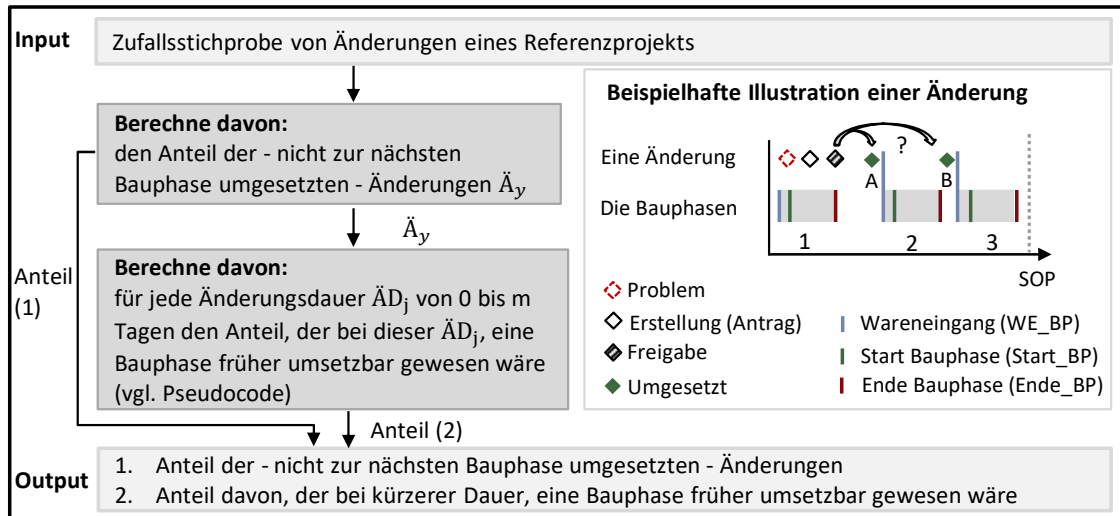 Input
Zufallsstichprobe von Änderungen eines Referenzprojekts
Berechne davon:
den Anteil der - nicht zur nächsten
Bauphase umgesetzten - Änderungen Ä_y
Ä_y
Anteil
(1)
Berechne davon:
für jede Änderungsdauer ÄD_j von 0 bis m
Tagen den Anteil, der bei dieser ÄD_j, eine
Bauphase früher umsetzbar gewesen wäre
(vgl. Pseudocode)
Anteil (2)
Beispielhafte Illustration einer Änderung
Eine Änderung
?
A
B
Die Bauphasen
1
2
3
SOP
Problem
Erstellung (Antrag)
Freigabe
Umgesetzt
Wareneingang (WE_BP)
Start Bauphase (Start_BP)
Ende Bauphase (Ende_BP)
Output
1. Anteil der - nicht zur nächsten Bauphase umgesetzten - Änderungen
2. Anteil davon, der bei kürzerer Dauer, eine Bauphase früher umsetzbar gewesen wäre